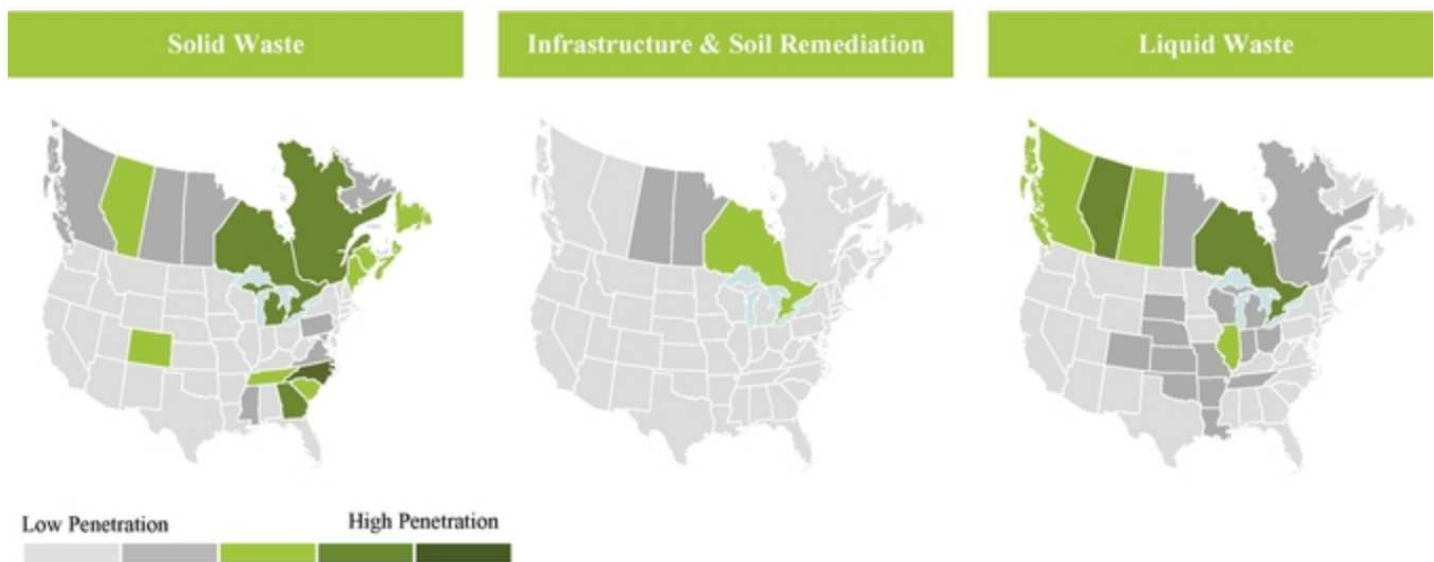 Solid Waste
Infrastructure & Soil Remediation
Liquid Waste
Low Penetration
High Penetration